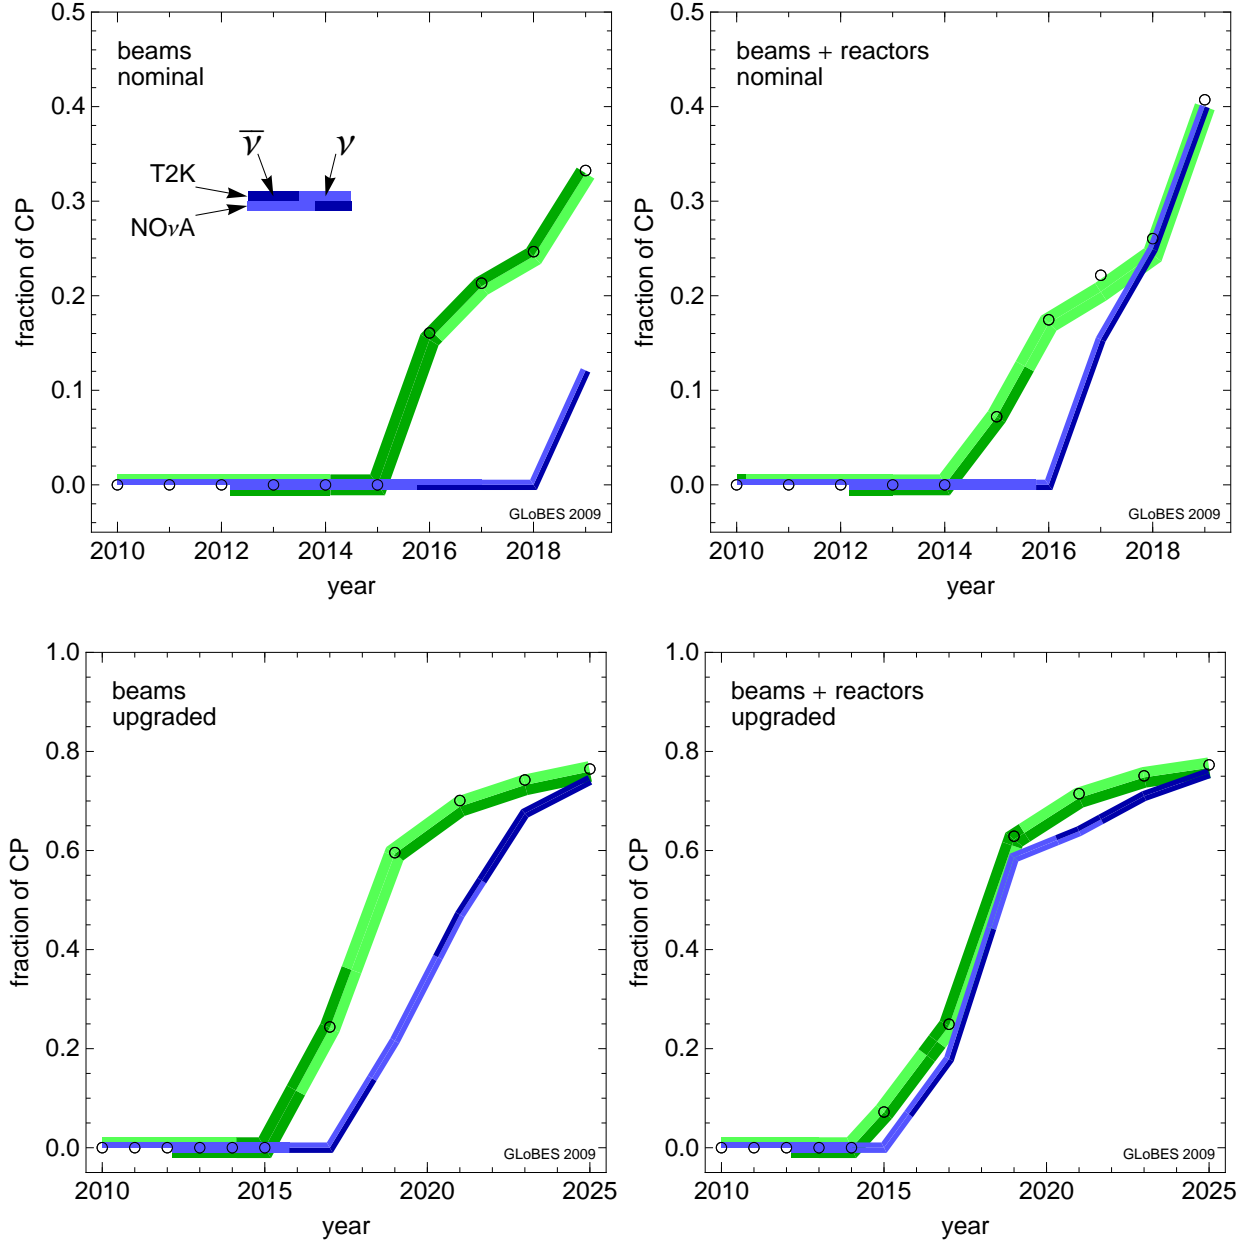 0.5
0.4
0.3
0.2
0.1
0.0
fraction of CP
beams
nominal
ν̅
ν
T2K
NOνA
GLoBES 2009
2010
2012
2014
2016
2018
year
0.5
0.4
0.3
0.2
0.1
0.0
fraction of CP
beams + reactors
nominal
GLoBES 2009
2010
2012
2014
2016
2018
year
1.0
0.8
0.6
0.4
0.2
0.0
fraction of CP
beams
upgraded
GLoBES 2009
2010
2015
2020
2025
year
1.0
0.8
0.6
0.4
0.2
0.0
fraction of CP
beams + reactors
upgraded
GLoBES 2009
2010
2015
2020
2025
year